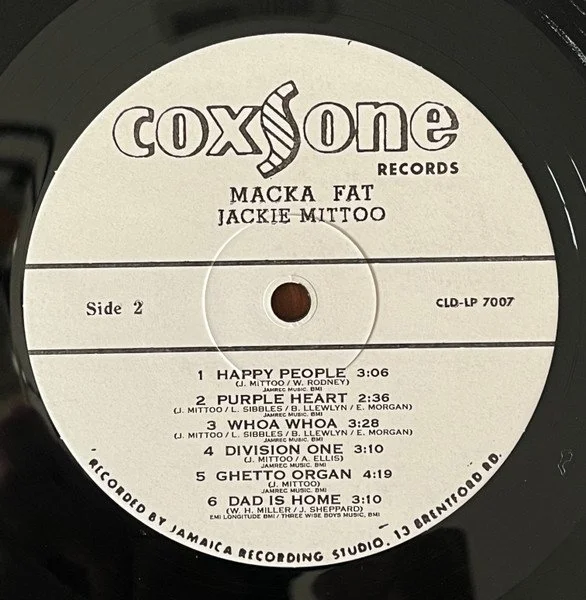 coxsone
RECORDS
MACKA FAT
JACKIE MITTOO
Side 2
CLD-LP 7007
1 HAPPY PEOPLE 3:06
(J. MITTOO / W. RODNEY)
JAMREC MUSIC, BMI
2 PURPLE HEART 2:36
(J. MITTOO / L. SIBBLES / B. LLEWLYN / E. MORGAN)
JAMREC MUSIC, BMI
3 WHOA WHOA 3:28
(J. MITTOO / L. SIBBLES / B. LLEWLYN / E. MORGAN)
JAMREC MUSIC, BMI
4 DIVISION ONE 3:10
(J. MITTOO / A. ELLIS)
JAMREC MUSIC, BMI
5 GHETTO ORGAN 4:19
(J. MITTOO)
JAMREC MUSIC, BMI
6 DAD IS HOME 3:10
(W. H. MILLER / J. SHEPPARD)
EMI LONGITUDE BMI / THREE WISE BOYS MUSIC, BMI
RECORDED BY JAMAICA RECORDING STUDIO. 13 BRENTFORD RD.